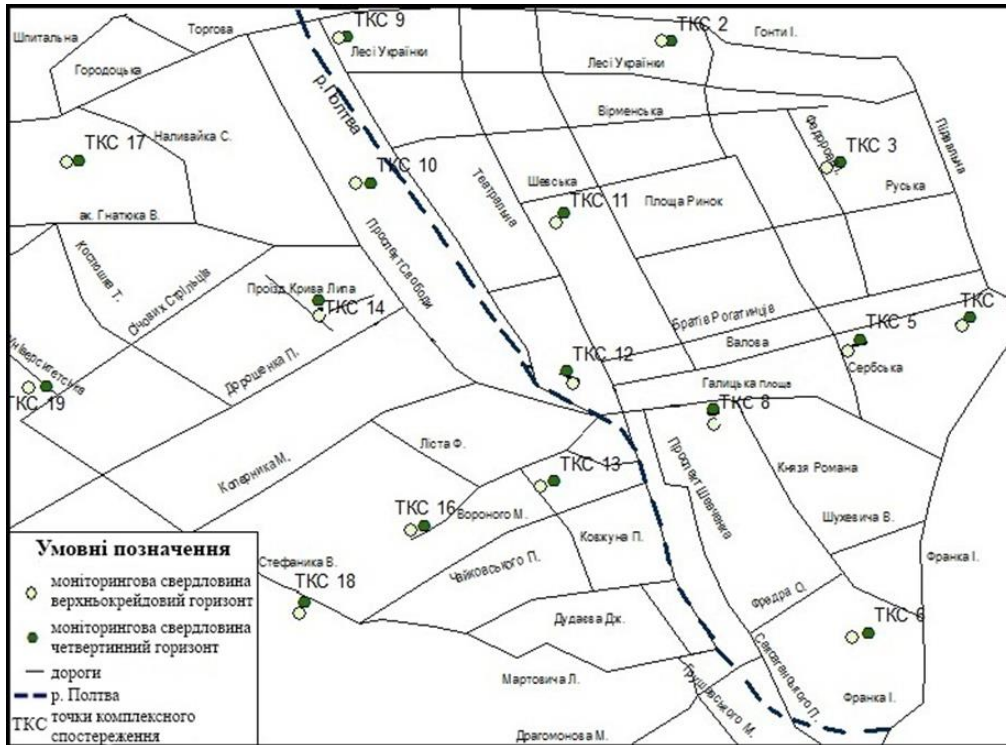 ТКС 9
ТКС 2
Шпитальна
Торгова
Лесі Українки
Гонти І.
Лесі Українки
Городоцька
р. Полтва
Вірменська
ТКС 17
Наливайка С.
ТКС 3
Підвальна
ТКС 10
Театральна
Шевська
ТКС 11
Площа Ринок
Руська
ак. Гнатюка В.
Проспект Свободи
Костюшка Т.
Січових Стрільців
Проїзд Крива Липа
ТКС 14
Братів Рогатинців
ТКС
Валова
ТКС 5
Сербська
Університетська
Дорошенка П.
ТКС 12
Галицька площа
ТКС 19
ТКС 8
Ліста Ф.
Коперника М.
ТКС 13
Проспект Шевченка
Князя Романа
ТКС 16
Вороного М.
Шухевича В.
Ковжуна П.
Стефаника В.
Чайковського П.
Франка І.
ТКС 18
Фредра О.
Дудаєва Дж.
ТКС 6
Мартовича Л.
Грушевського М.
Франка І.
Драгоманова М.
Умовні позначення
моніторингова свердловина
верхньокрейдовий горизонт
моніторингова свердловина
четвертинний горизонт
дороги
р. Полтва
ТКС точки комплексного
спостереження